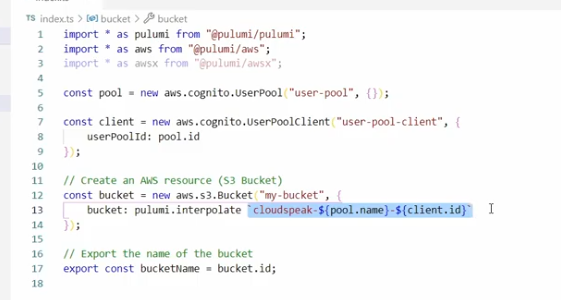 TS index.ts > bucket > bucket
1 import * as pulumi from "@pulumi/pulumi";
2 import * as aws from "@pulumi/aws";
3 import * as awsx from "@pulumi/awsx";
4
5 const pool = new aws.cognito.UserPool("user-pool", {});
6
7 const client = new aws.cognito.UserPoolClient("user-pool-client", {
8 userPoolId: pool.id
9 });
10
11 // Create an AWS resource (S3 Bucket)
12 const bucket = new aws.s3.Bucket("my-bucket", {
13 bucket: pulumi.interpolate `cloudspeak-${pool.name}-${client.id}`
14 });
15
16 // Export the name of the bucket
17 export const bucketName = bucket.id;
18